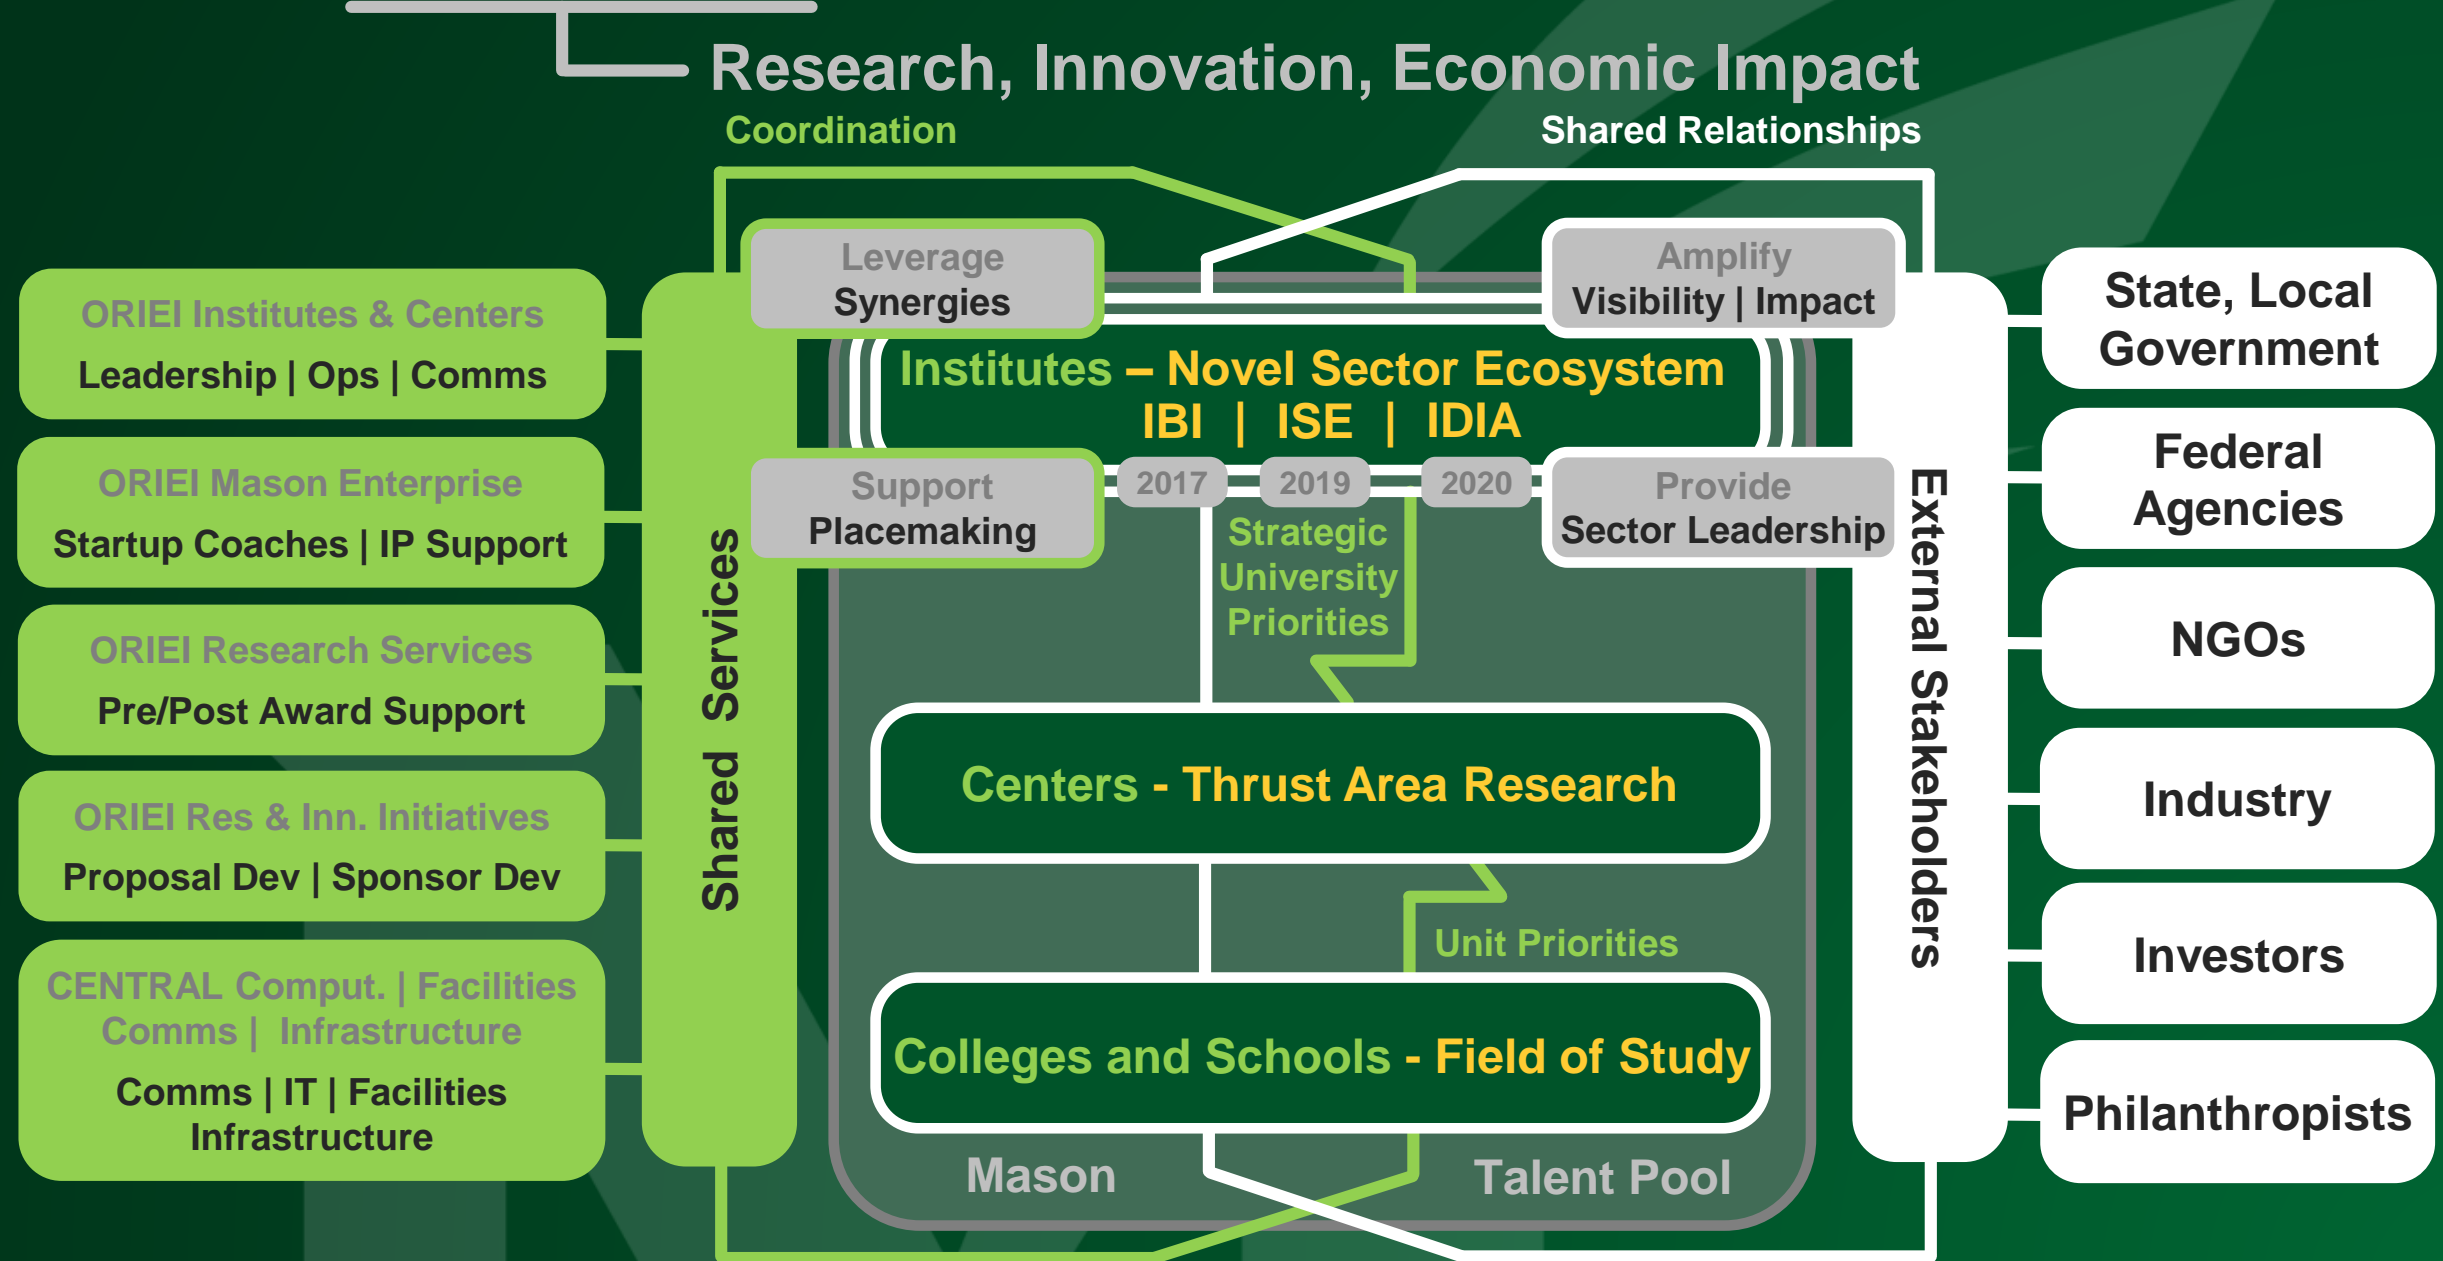 Research, Innovation, Economic Impact
Coordination
Shared Relationships
ORIEI Institutes & Centers
Leadership | Ops | Comms
ORIEI Mason Enterprise
Startup Coaches | IP Support
ORIEI Research Services
Pre/Post Award Support
ORIEI Res & Inn. Initiatives
Proposal Dev | Sponsor Dev
CENTRAL Comput. | Facilities
Comms | Infrastructure
Comms | IT | Facilities
Infrastructure
Shared Services
Leverage
Synergies
Amplify
Visibility | Impact
Institutes – Novel Sector Ecosystem
IBI | ISE | IDIA
Support
Placemaking
2017
2019
2020
Provide
Sector Leadership
Strategic
University
Priorities
Centers - Thrust Area Research
Unit Priorities
Colleges and Schools - Field of Study
Mason
Talent Pool
External Stakeholders
State, Local
Government
Federal
Agencies
NGOs
Industry
Investors
Philanthropists